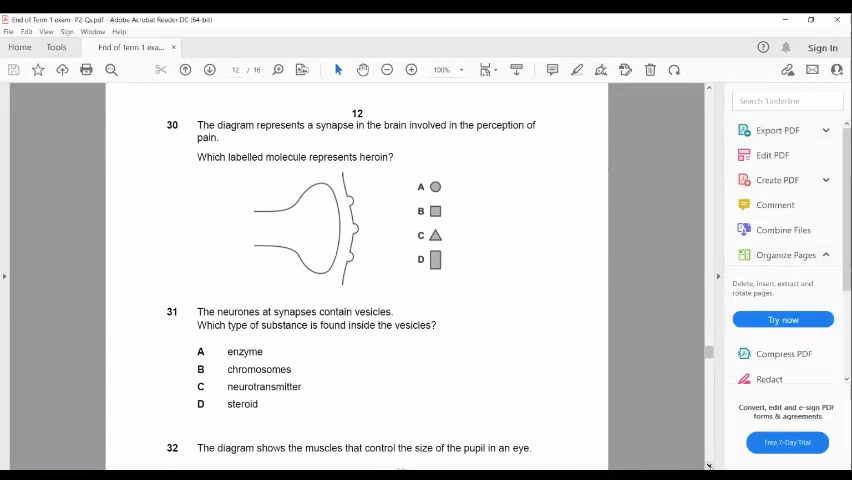 End of Term 1 exam- P2-Qs.pdf - Adobe Acrobat Reader DC (64-bit)
File Edit View Sign Window Help
Home Tools End of Term 1 exa... × Sign In
12 / 16 100%
Search 'Underline
Export PDF
Edit PDF
Create PDF
Comment
Combine Files
Organize Pages
Delete, insert, extract and
rotate pages.
Try now
Compress PDF
Redact
Convert, edit and e-sign PDF
forms & agreements
Free 7-Day Trial
12
30 The diagram represents a synapse in the brain involved in the perception of
pain.
Which labelled molecule represents heroin?
A
B
C
D
31 The neurones at synapses contain vesicles.
Which type of substance is found inside the vesicles?
A enzyme
B chromosomes
C neurotransmitter
D steroid
32 The diagram shows the muscles that control the size of the pupil in an eye.